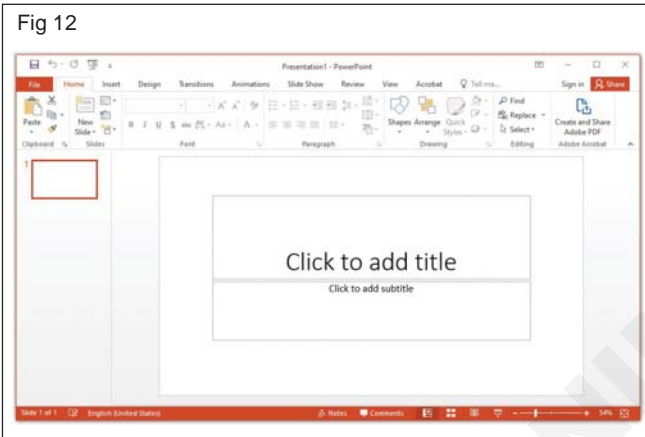 Fig 12
Presentation1 - PowerPoint
File Home Insert Design Transitions Animations Slide Show Review View Acrobat Tell me... Sign in Share
Paste
New
Slide
B I U S abc AV Aa A
Shapes Arrange Quick
Styles
Find
Replace
Select
Create and Share
Adobe PDF
Clipboard Slides Font Paragraph Drawing Editing Adobe Acrobat
1
Click to add title
Click to add subtitle
Slide 1 of 1 English (United States) Notes Comments 54%